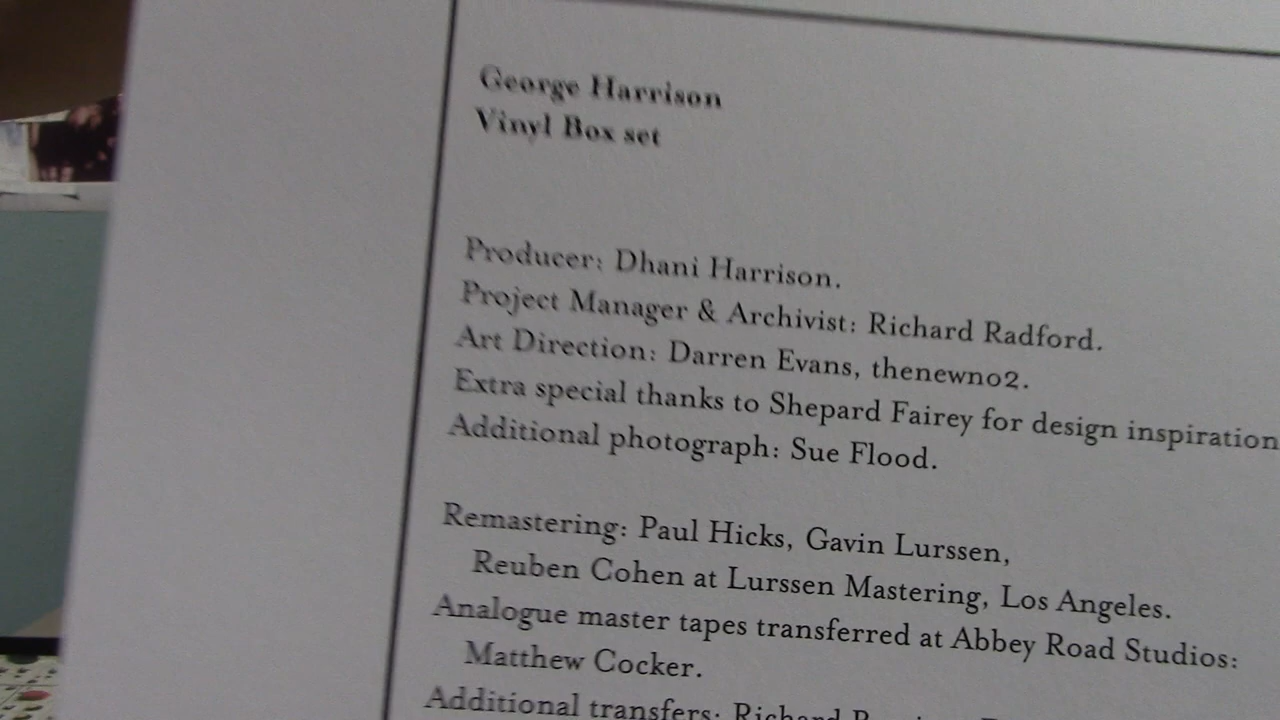 George Harrison
Vinyl Box set
Producer: Dhani Harrison.
Project Manager & Archivist: Richard Radford.
Art Direction: Darren Evans, thenewno2.
Extra special thanks to Shepard Fairey for design inspiration
Additional photograph: Sue Flood.
Remastering: Paul Hicks, Gavin Lurssen,
Reuben Cohen at Lurssen Mastering, Los Angeles.
Analogue master tapes transferred at Abbey Road Studios:
Matthew Cocker.
Additional transfers: Richard